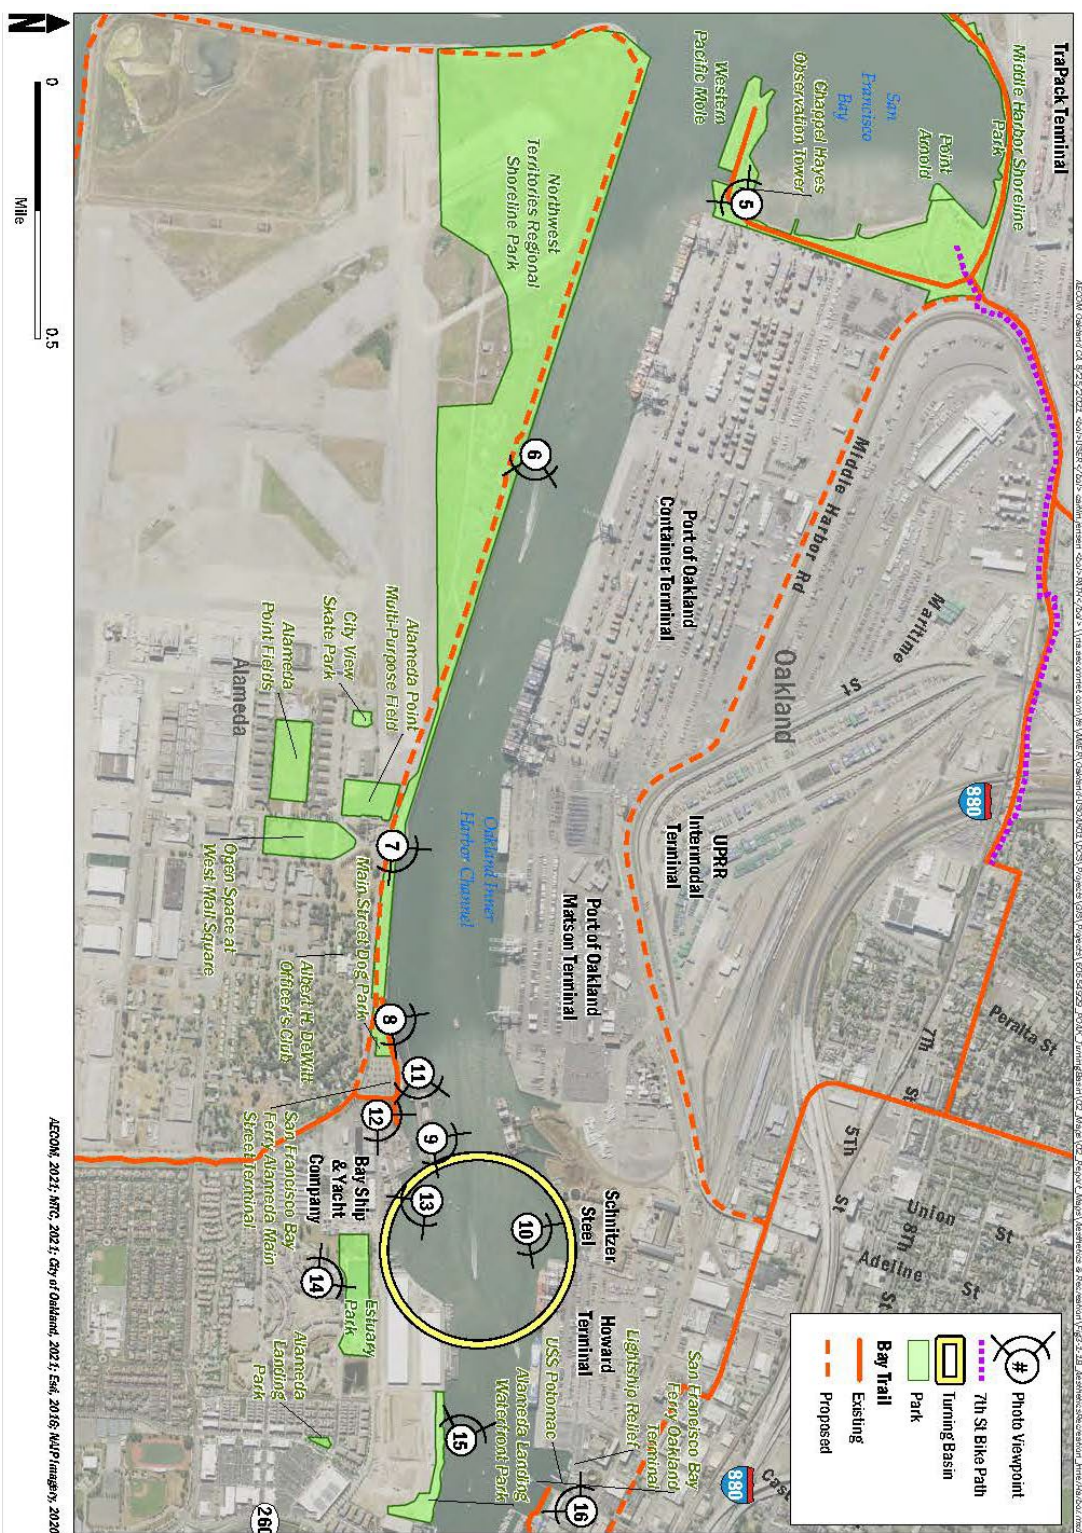 TraPack Terminal
Middle Harbor Shoreline
Park
Point
Arnold
San
Francisco
Bay
Chappel Hayes
Observation Tower
Western
Pacific Mole
5
Northwest
Territories Regional
Shoreline Park
6
Port of Oakland
Container Terminal
Middle Harbor Rd
Maritime
St
Oakland
880
UPRR
Intermodal
Terminal
Port of Oakland
Matson Terminal
Oakland Inner
Harbor Channel
Alameda Point
Multi-Purpose Field
City View
Skate Park
Alameda
Point Fields
Alameda
7
Open Space at
West Mall Square
Main Street Dog Park
Albert H. DeWitt
Officer's Club
8
11
12
9
13
10
14
San Francisco Bay
Ferry Alameda Main
Street Terminal
Bay Ship
& Yacht
Company
Schnitzer
Steel
Howard
Terminal
Estuary
Park
Alameda
Landing
Park
15
16
Lightship Relief
USS Potomac
Alameda Landing
Waterfront Park
San Francisco Bay
Ferry Oakland
Terminal
Peralta St
7Th St
5Th St
Union St
8Th St
Adeline St
880
260
# Photo Viewpoint
7th St Bike Path
Turning Basin
Park
Bay Trail
Existing
Proposed
N
0 0.5
Mile
AECOM, 2021; MTC, 2021; City of Oakland, 2021; Esri, 2016; NAIP Imagery, 2020